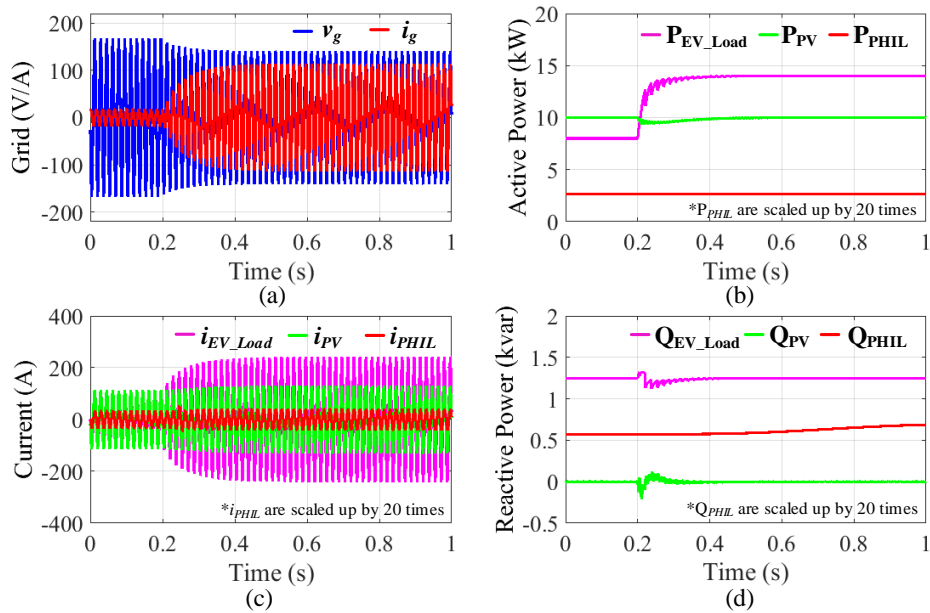 v_g i_g
Grid (V/A)
200
100
0
-100
-200
0 0.2 0.4 0.6 0.8 1
Time (s)
(a)
P_EV_Load P_PV P_PHIL
Active Power (kW)
20
15
10
5
0
*P_PHIL are scaled up by 20 times
0 0.2 0.4 0.6 0.8 1
Time (s)
(b)
i_EV_Load i_PV i_PHIL
Current (A)
400
200
0
-200
-400
*i_PHIL are scaled up by 20 times
0 0.2 0.4 0.6 0.8 1
Time (s)
(c)
Q_EV_Load Q_PV Q_PHIL
Reactive Power (kvar)
2
1.5
1
0.5
0
-0.5
*Q_PHIL are scaled up by 20 times
0 0.2 0.4 0.6 0.8 1
Time (s)
(d)